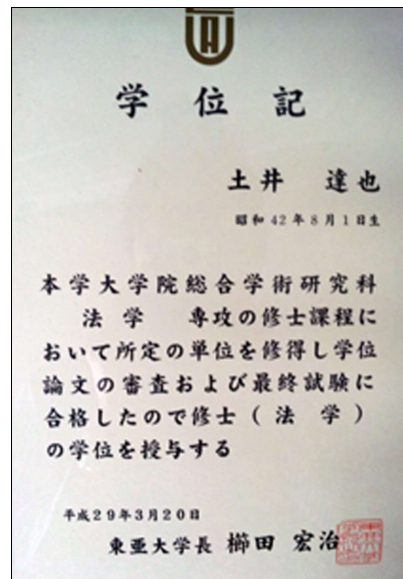 学位記
土井 達也
昭和42年8月1日生
本学大学院総合学術研究科
法学 専攻の修士課程に
おいて所定の単位を修得し学位
論文の審査および最終試験に
合格したので修士(法 学)
の学位を授与する
平成29年3月20日
東亜大学長 櫛田 宏治